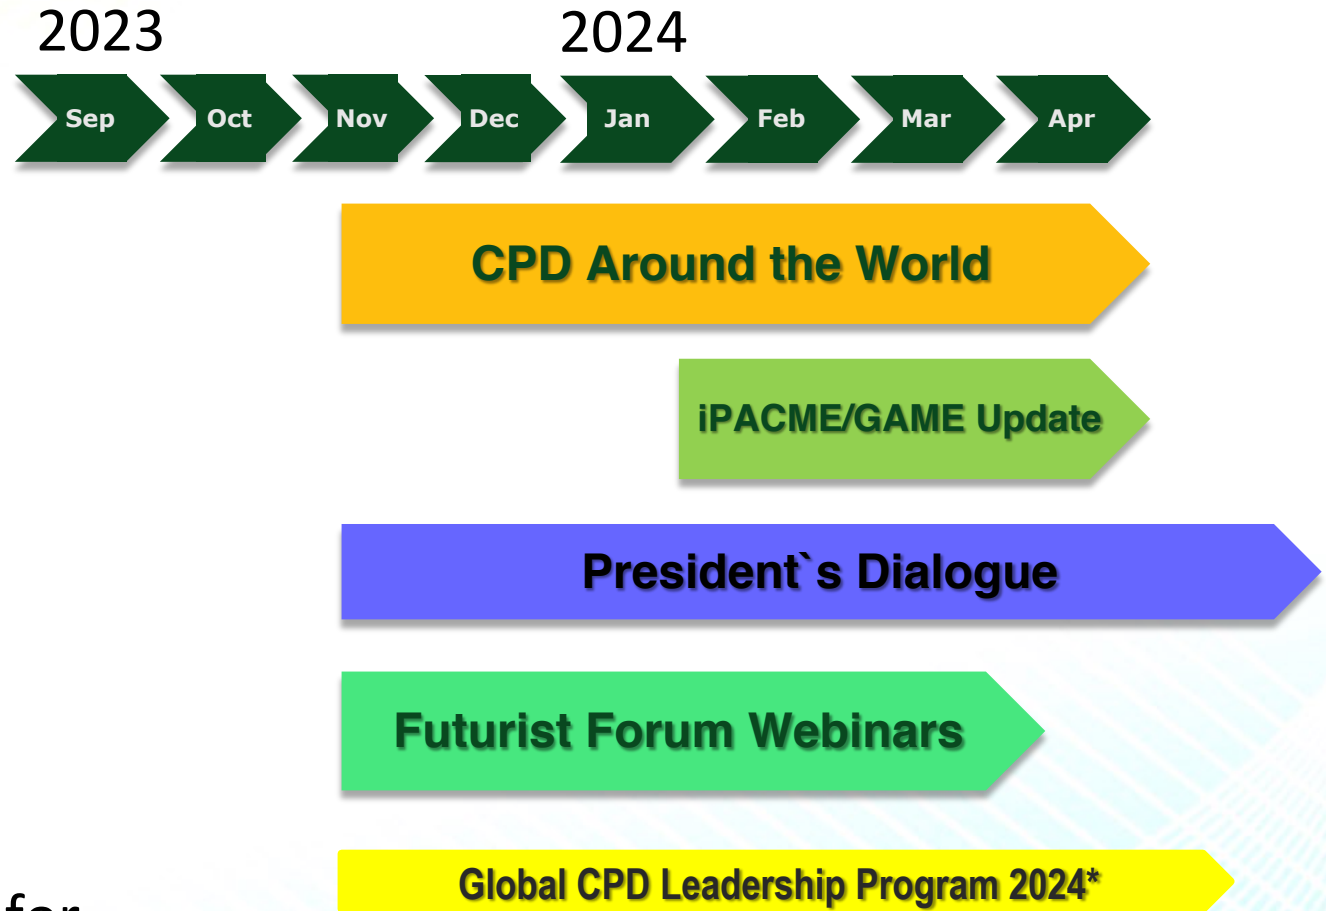 2023 2024
Sep Oct Nov Dec Jan Feb Mar Apr
CPD Around the World
iPACME/GAME Update
President`s Dialogue
Futurist Forum Webinars
Global CPD Leadership Program 2024*
for